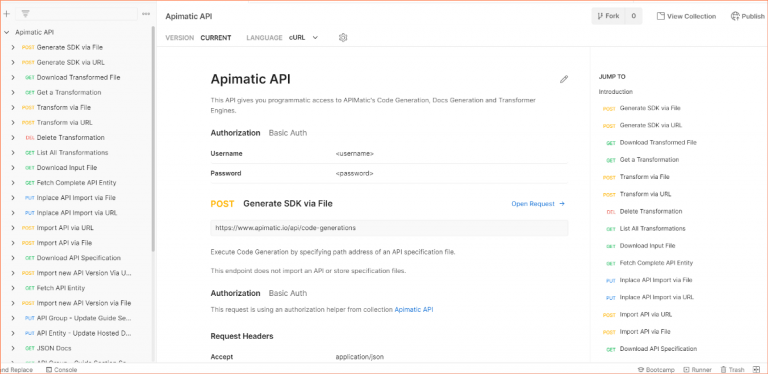 Apimatic API
POST Generate SDK via File
POST Generate SDK via URL
GET Download Transformed File
GET Get a Transformation
POST Transform via File
POST Transform via URL
DEL Delete Transformation
GET List All Transformations
GET Download Input File
GET Fetch Complete API Entity
PUT Inplace API Import via File
PUT Inplace API Import via URL
POST Import API via URL
POST Import API via File
GET Download API Specification
POST Import new API Version Via U...
GET Fetch API Entity
POST Import new API Version via File
PUT API Group - Update Guide Se...
PUT API Entity - Update Hosted D...
GET JSON Docs
Apimatic API
Fork 0
View Collection
Publish
VERSION CURRENT LANGUAGE cURL
Apimatic API
This API gives you programmatic access to APIMatic's Code Generation, Docs Generation and Transformer
Engines.
Authorization Basic Auth
Username <username>
Password <password>
POST Generate SDK via File Open Request →
https://www.apimatic.io/api/code-generations
Execute Code Generation by specifying path address of an API specification file.
This endpoint does not import an API or store specification files.
Authorization Basic Auth
This request is using an authorization helper from collection Apimatic API
Request Headers
Accept application/json
JUMP TO
Introduction
POST Generate SDK via File
POST Generate SDK via URL
GET Download Transformed File
GET Get a Transformation
POST Transform via File
POST Transform via URL
DEL Delete Transformation
GET List All Transformations
GET Download Input File
GET Fetch Complete API Entity
PUT Inplace API Import via File
PUT Inplace API Import via URL
POST Import API via URL
POST Import API via File
GET Download API Specification
nd Replace Console
Bootcamp Runner Trash